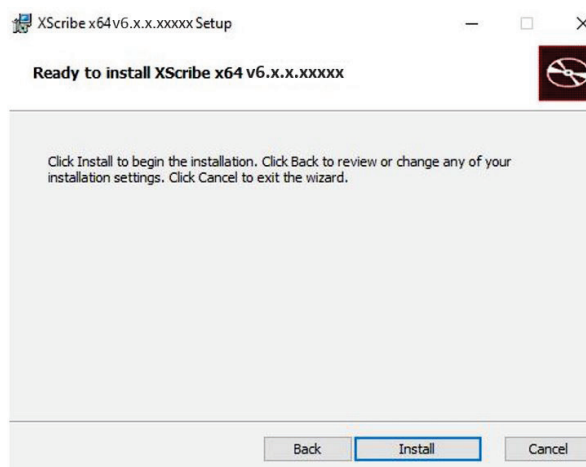 XScribe x64 v6.x.x.xxxxx Setup
Ready to install XScribe x64 v6.x.x.xxxxx
Click Install to begin the installation. Click Back to review or change any of your
installation settings. Click Cancel to exit the wizard.
Back Install Cancel